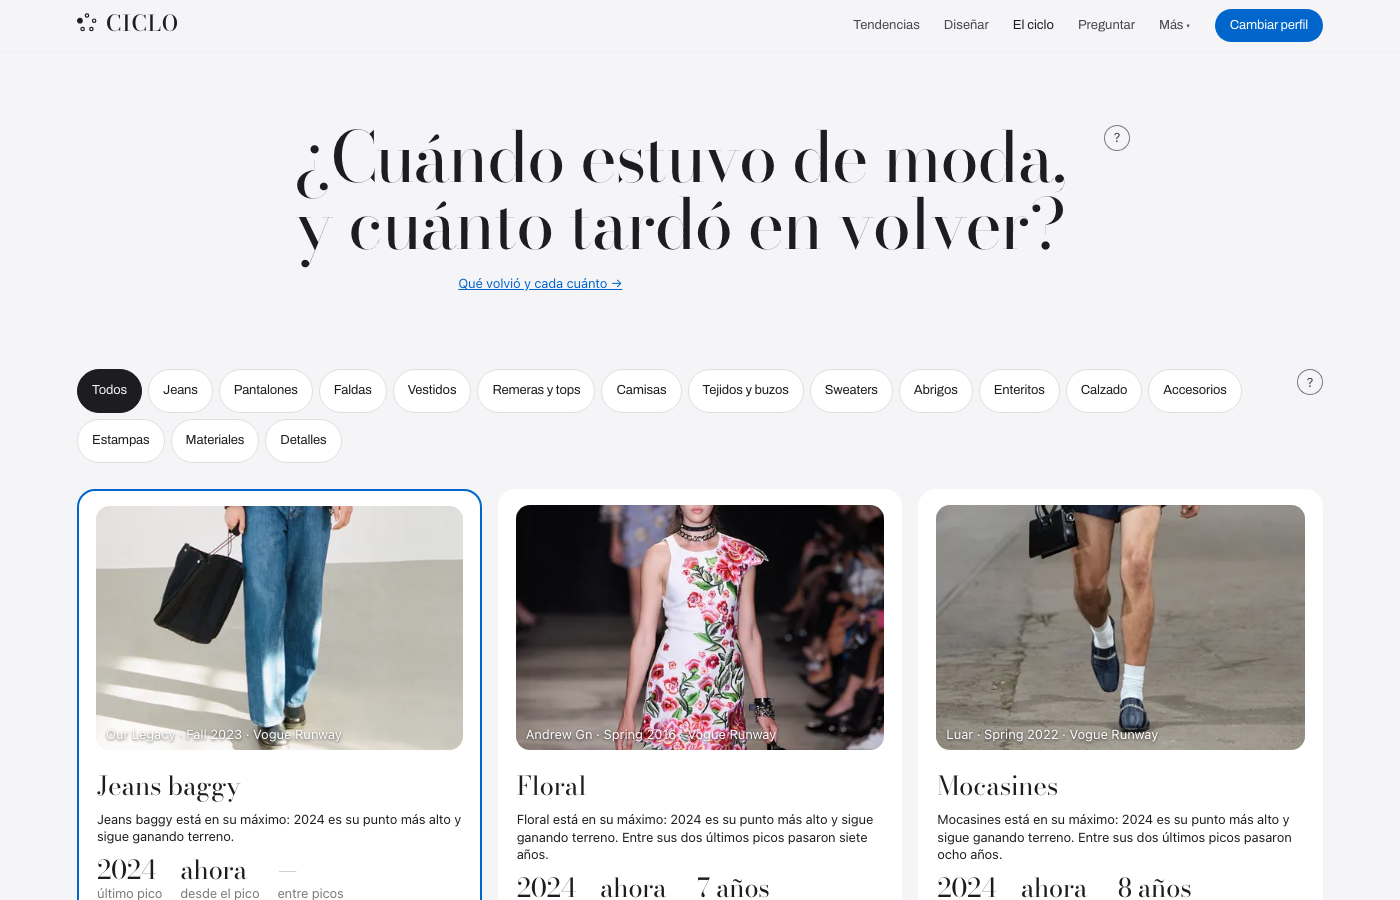 CICLO
Tendencias
Diseñar
El ciclo
Preguntar
Más
Cambiar perfil
¿Cuándo estuvo de moda,
y cuánto tardó en volver?
?
Qué volvió y cada cuánto →
Todos
Jeans
Pantalones
Faldas
Vestidos
Remeras y tops
Camisas
Tejidos y buzos
Sweaters
Abrigos
Enteritos
Calzado
Accesorios
?
Estampas
Materiales
Detalles
Our Legacy · Fall 2023 · Vogue Runway
Jeans baggy
Jeans baggy está en su máximo: 2024 es su punto más alto y
sigue ganando terreno.
2024
ahora
—
último pico
desde el pico
entre picos
Andrew Gn · Spring 2016 · Vogue Runway
Floral
Floral está en su máximo: 2024 es su punto más alto y sigue
ganando terreno. Entre sus dos últimos picos pasaron siete
años.
2024
ahora
7 años
Luar · Spring 2022 · Vogue Runway
Mocasines
Mocasines está en su máximo: 2024 es su punto más alto y
sigue ganando terreno. Entre sus dos últimos picos pasaron
ocho años.
2024
ahora
8 años